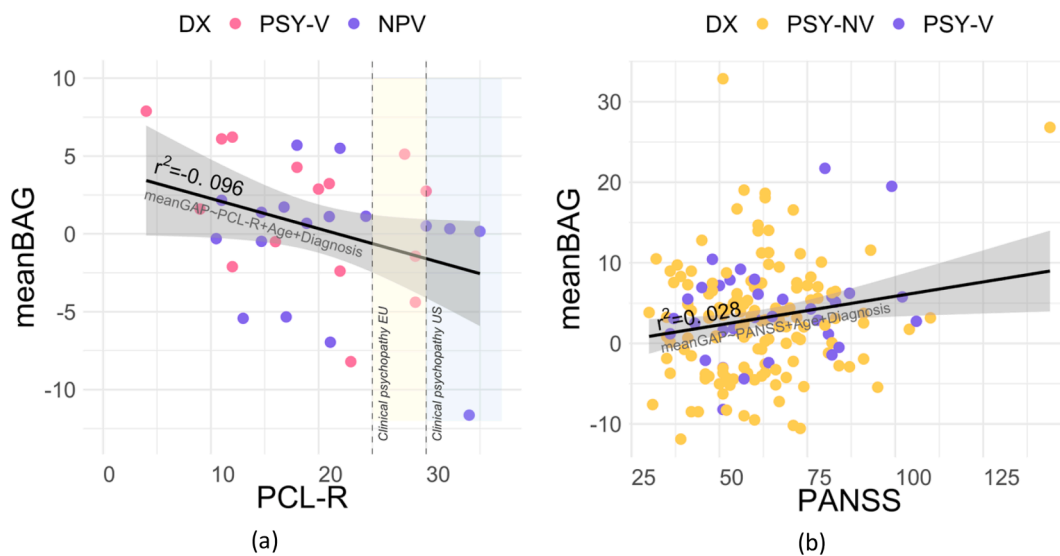 DX PSY-V NPV
10
5
0
-5
-10
meanBAG
r2=-0. 096
meanGAP~PCL-R+Age+Diagnosis
Clinical psychopathy EU
Clinical psychopathy US
0 10 20 30
PCL-R
(a)
DX PSY-NV PSY-V
30
20
10
0
-10
meanBAG
r2=0. 028
meanGAP~PANSS+Age+Diagnosis
25 50 75 100 125
PANSS
(b)